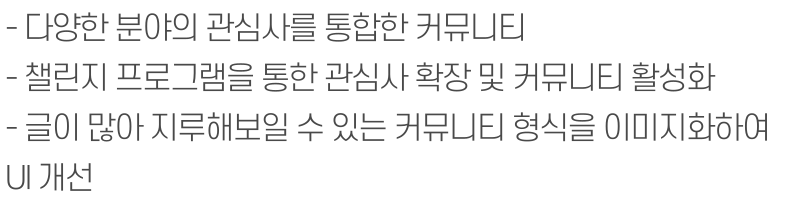 - 다양한 분야의 관심사를 통합한 커뮤니티
- 챌린지 프로그램을 통한 관심사 확장 및 커뮤니티 활성화
- 글이 많아 지루해보일 수 있는 커뮤니티 형식을 이미지화하여
UI 개선